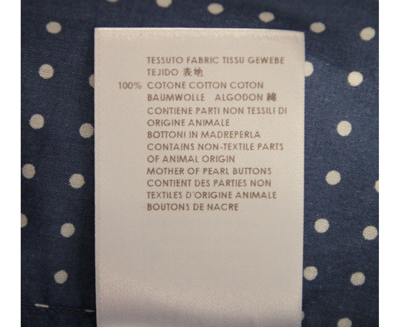 TESSUTO FABRIC TISSU GEWEBE
TEJIDO 表地
100% COTONE COTTON COTON
BAUMWOLLE ALGODON 綿
CONTIENE PARTI NON TESSILI DI
ORIGINE ANIMALE
BOTTONI IN MADREPERLA
CONTAINS NON-TEXTILE PARTS
OF ANIMAL ORIGIN
MOTHER OF PEARL BUTTONS
CONTIENT DES PARTIES NON
TEXTILES D'ORIGINE ANIMALE
BOUTONS DE NACRE